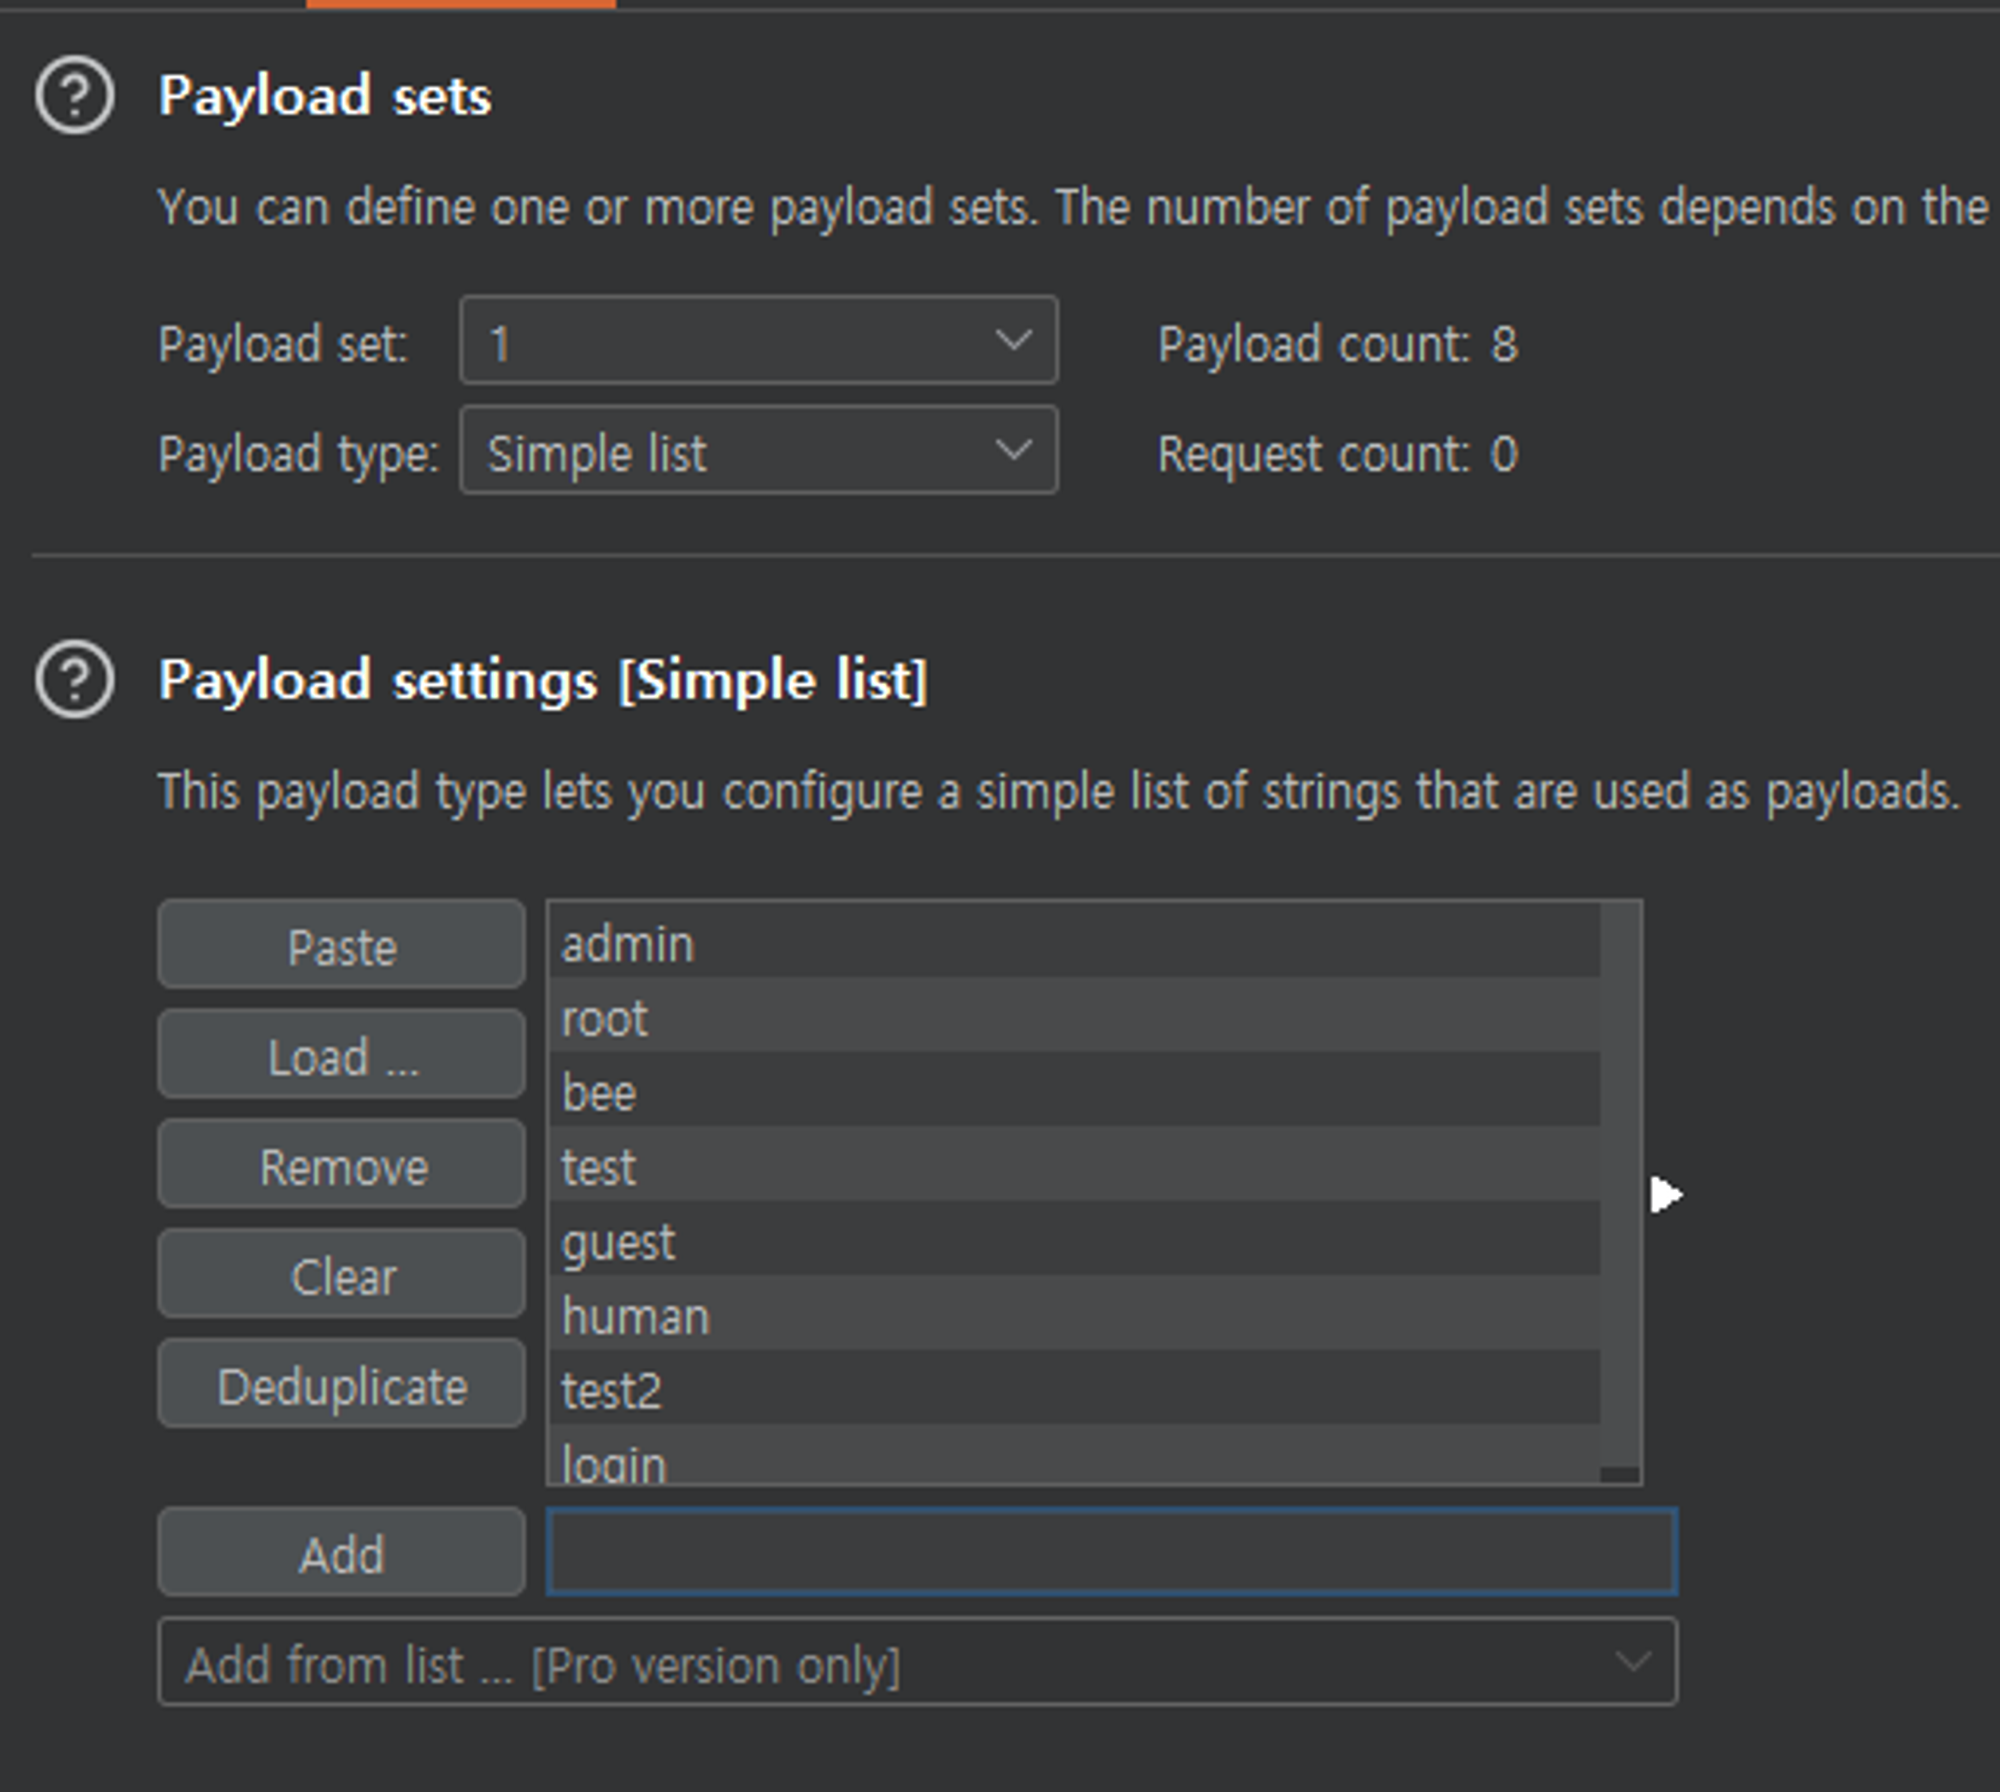 Payload sets
You can define one or more payload sets. The number of payload sets depends on the
Payload set: 1 Payload count: 8
Payload type: Simple list Request count: 0
Payload settings [Simple list]
This payload type lets you configure a simple list of strings that are used as payloads.
Paste
Load ...
Remove
Clear
Deduplicate
admin
root
bee
test
guest
human
test2
login
Add
Add from list ... [Pro version only]